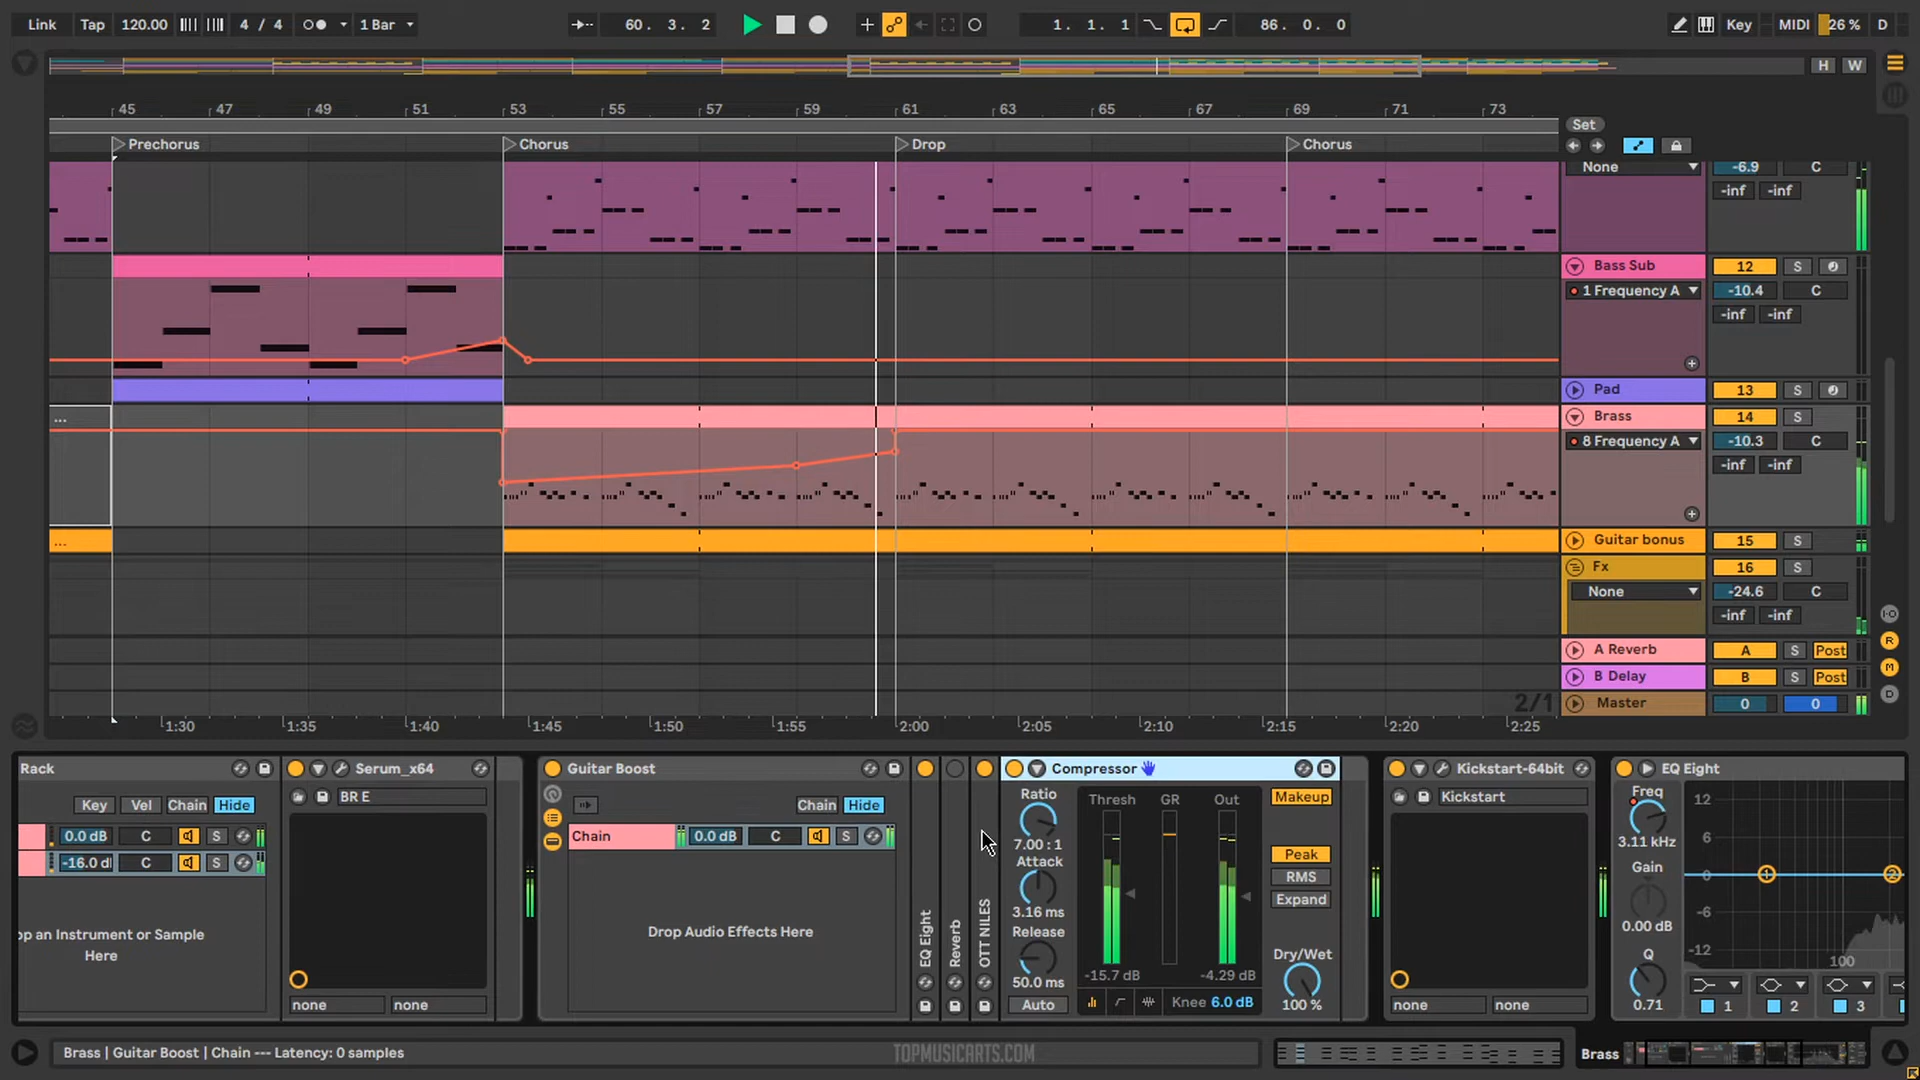 Link Tap 120.00 4 / 4 1 Bar 60. 3. 2 1. 1. 1 86. 0. 0 Key MIDI 26 % D
H W
45 47 49 51 53 55 57 59 61 63 65 67 69 71 73
Set
Prechorus Chorus Drop Chorus
None -6.9 C
-inf -inf
Bass Sub 12 S
1 Frequency A -10.4 C
-inf -inf
Pad 13 S
... Brass 14 S
8 Frequency A -10.3 C
-inf -inf
... Guitar bonus 15 S
Fx 16 S
None -24.6 C
-inf -inf
I·O
R
M
D
A Reverb A S Post
B Delay B S Post
2/1 Master 0 0
1:30 1:35 1:40 1:45 1:50 1:55 2:00 2:05 2:10 2:15 2:20 2:25
Rack
Key Vel Chain Hide
0.0 dB C S
-16.0 dB C S
op an Instrument or Sample
Here
Serum_x64
BR E
none none
Guitar Boost
Chain Hide
Chain 0.0 dB C S
Drop Audio Effects Here
EQ Eight
Reverb
OTT NILES
Compressor
Ratio
7.00 : 1
Attack
3.16 ms
Release
50.0 ms
Auto
Thresh GR Out
-15.7 dB -4.29 dB
Knee 6.0 dB
Makeup
Peak
RMS
Expand
Dry/Wet
100 %
Kickstart-64bit
Kickstart
none none
EQ Eight
Freq
3.11 kHz
Gain
0.00 dB
Q
0.71
12
6
0
-6
-12
1 2
100
1 2 3
Brass | Guitar Boost | Chain --- Latency: 0 samples
TOPMUSICARTS.COM
Brass